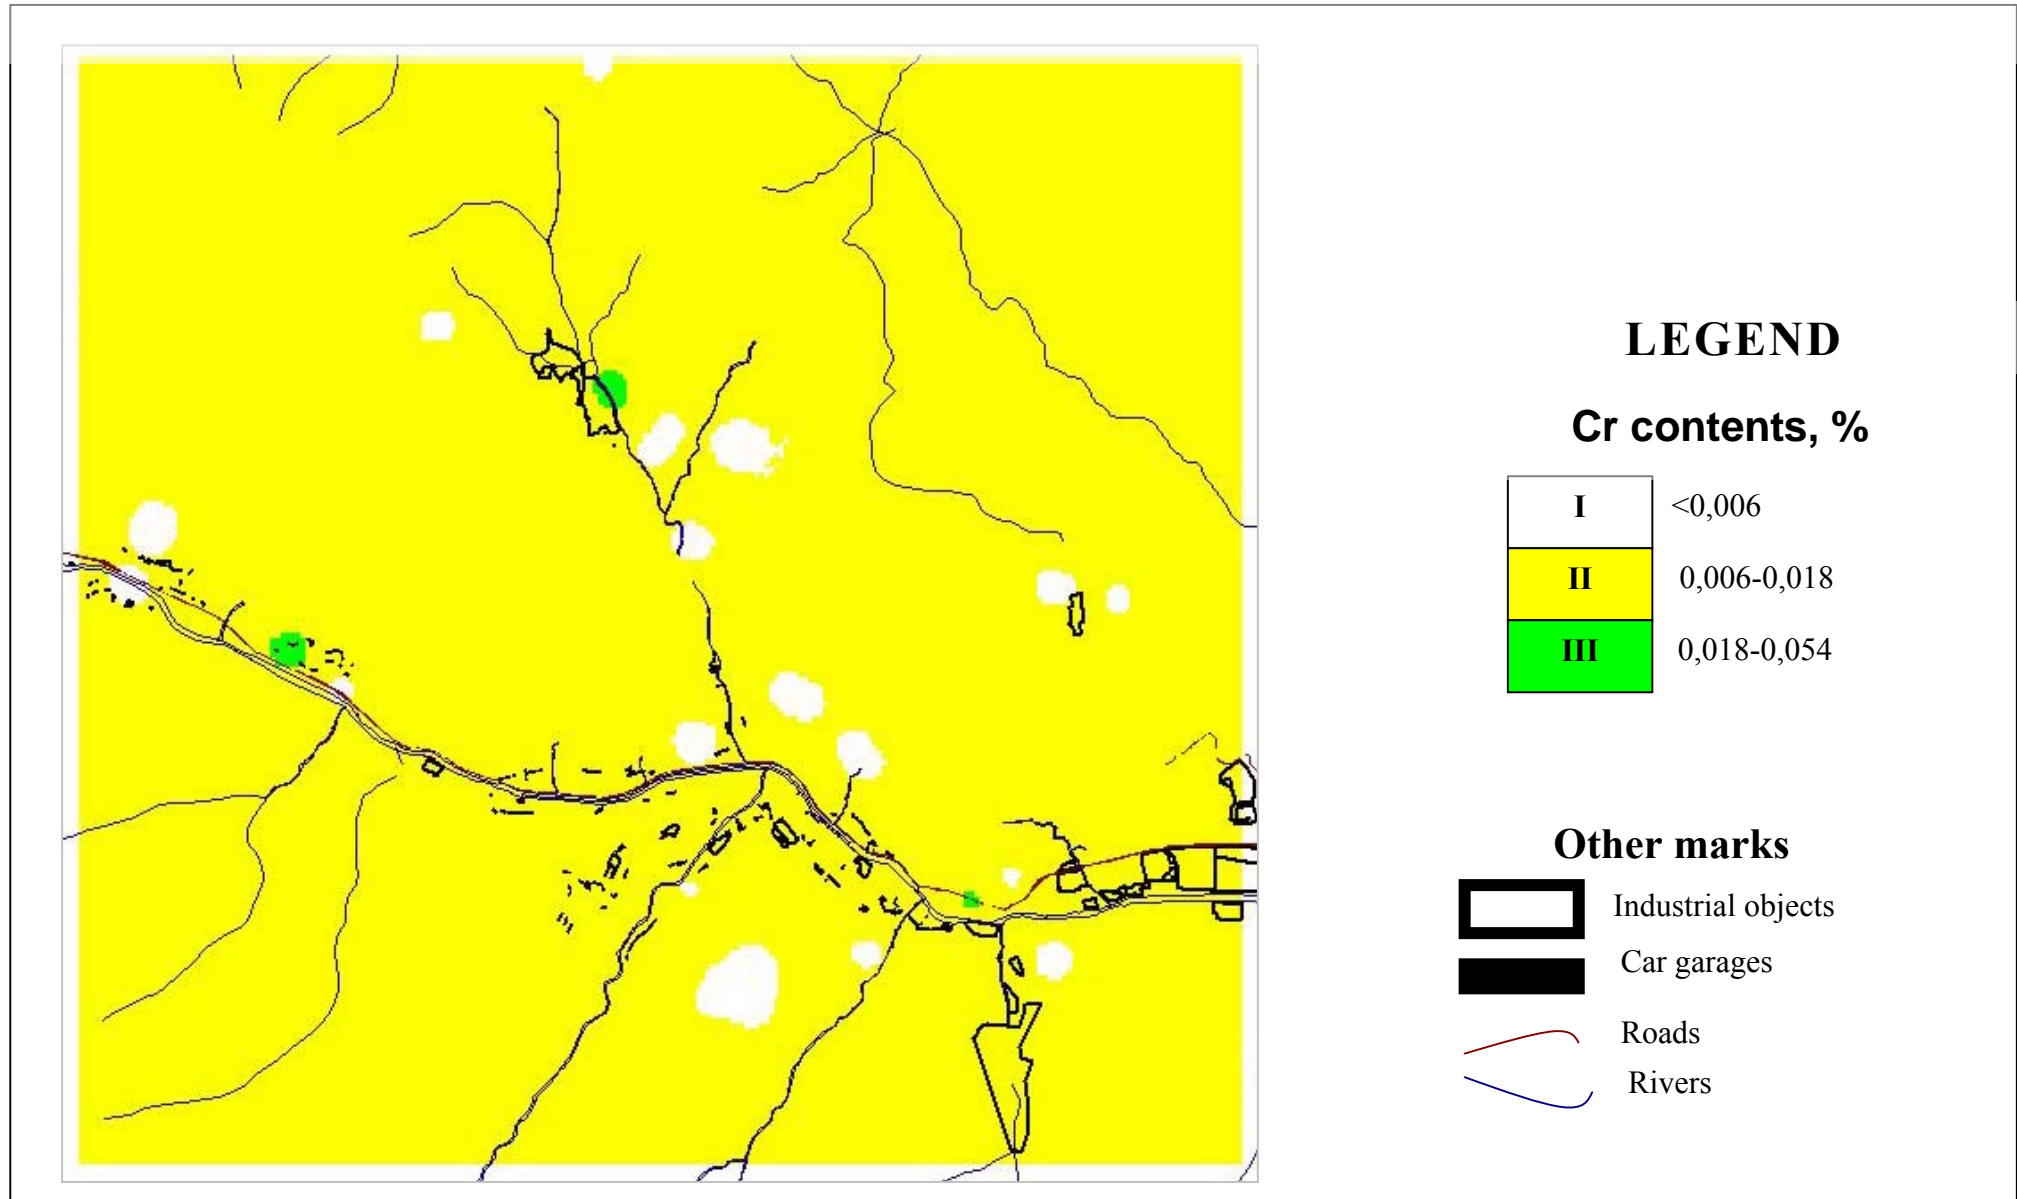 LEGEND
Cr contents, %
I <0,006
II 0,006-0,018
III 0,018-0,054
Other marks
Industrial objects
Car garages
Roads
Rivers